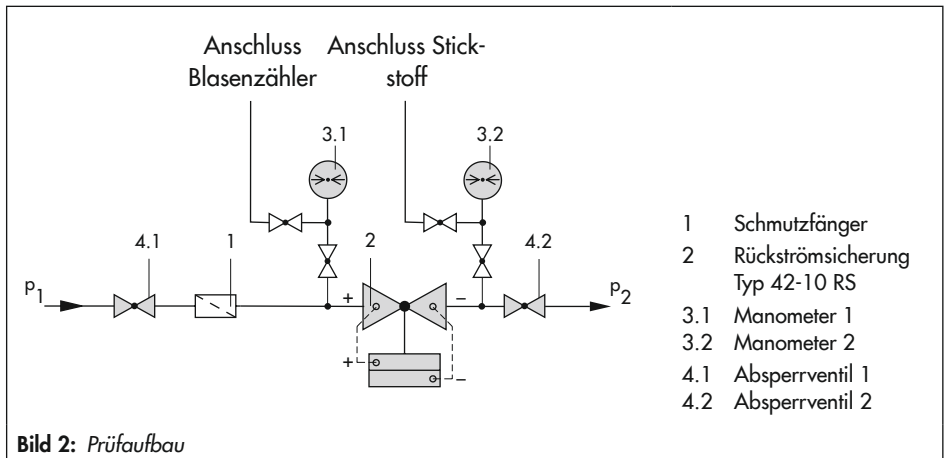 Anschluss
Blasenzähler
Anschluss Stick-
stoff
3.1
3.2
4.1
1
2
4.2
p1
+
−
p2
+
−
1 Schmutzfänger
2 Rückströmsicherung
Typ 42-10 RS
3.1 Manometer 1
3.2 Manometer 2
4.1 Absperrventil 1
4.2 Absperrventil 2
Bild 2: Prüfaufbau